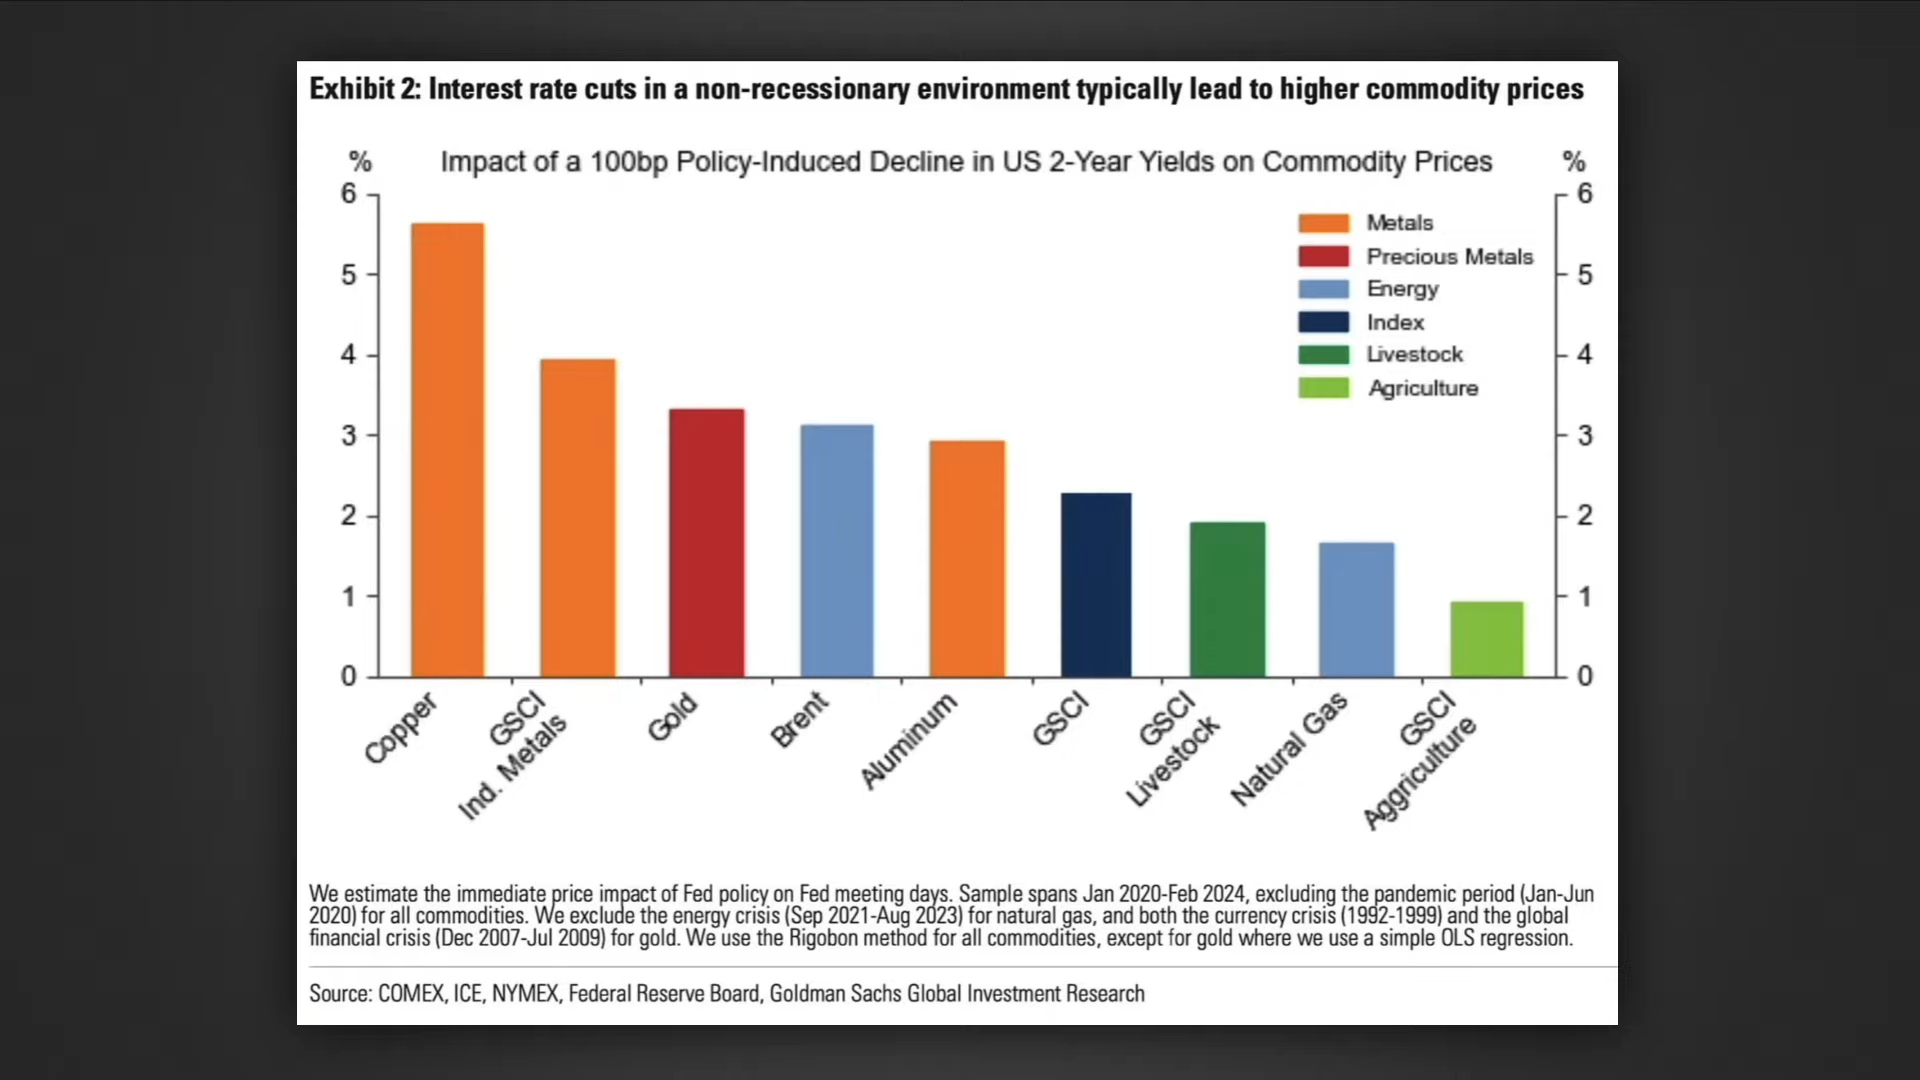 Exhibit 2: Interest rate cuts in a non-recessionary environment typically lead to higher commodity prices
% Impact of a 100bp Policy-Induced Decline in US 2-Year Yields on Commodity Prices %
6 6
5 5
4 4
3 3
2 2
1 1
0 0
Metals
Precious Metals
Energy
Index
Livestock
Agriculture
Copper
GSCI
Ind. Metals
Gold
Brent
Aluminum
GSCI
GSCI
Livestock
Natural Gas
GSCI
Aggriculture
We estimate the immediate price impact of Fed policy on Fed meeting days. Sample spans Jan 2020-Feb 2024, excluding the pandemic period (Jan-Jun
2020) for all commodities. We exclude the energy crisis (Sep 2021-Aug 2023) for natural gas, and both the currency crisis (1992-1999) and the global
financial crisis (Dec 2007-Jul 2009) for gold. We use the Rigobon method for all commodities, except for gold where we use a simple OLS regression.
Source: COMEX, ICE, NYMEX, Federal Reserve Board, Goldman Sachs Global Investment Research